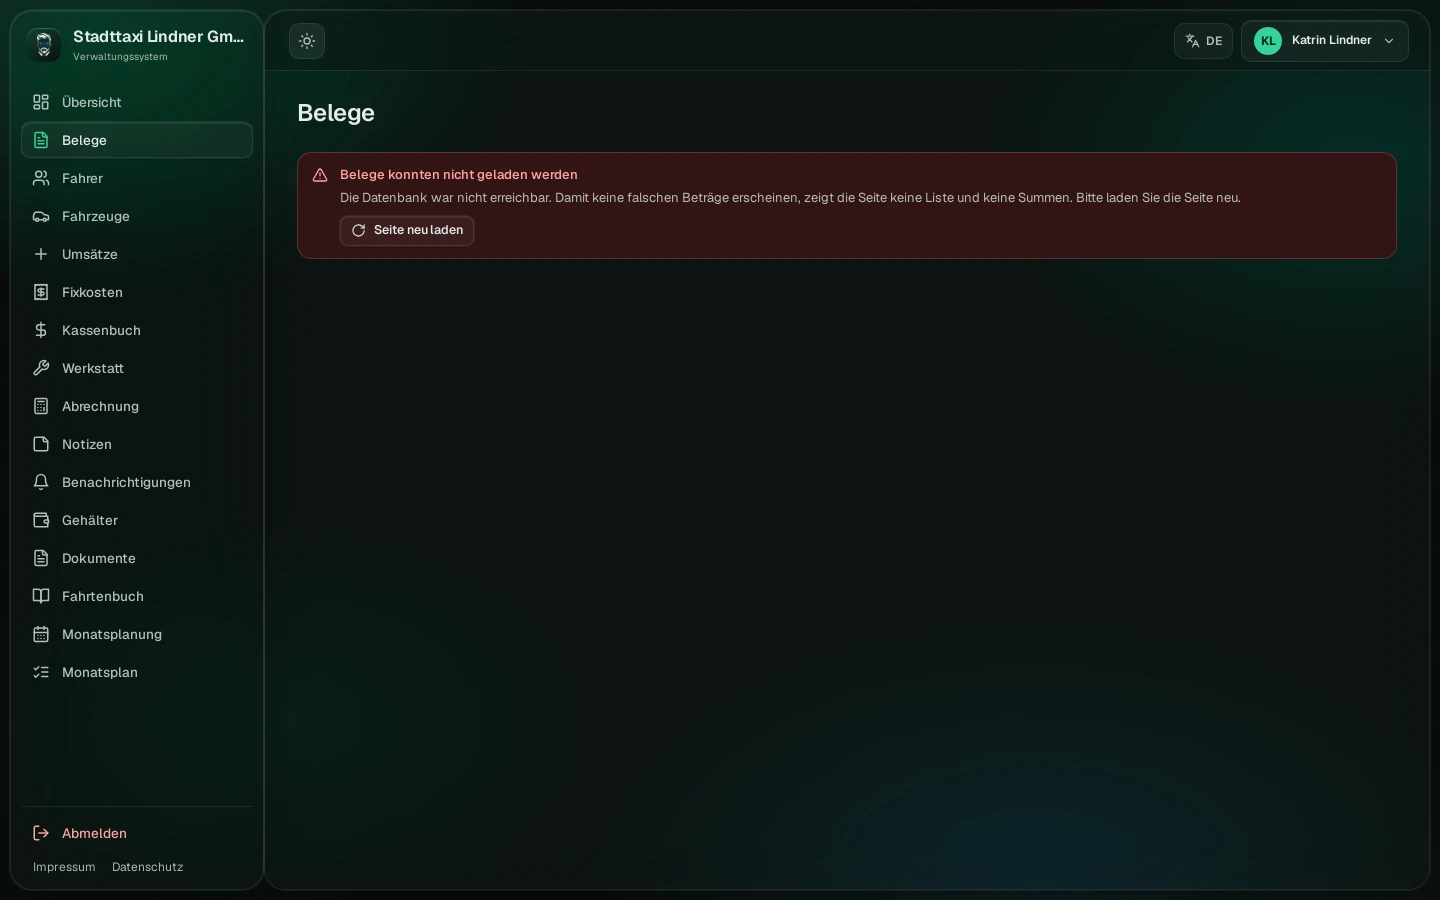 Stadttaxi Lindner Gm...
Verwaltungssystem
Übersicht
Belege
Fahrer
Fahrzeuge
Umsätze
Fixkosten
Kassenbuch
Werkstatt
Abrechnung
Notizen
Benachrichtigungen
Gehälter
Dokumente
Fahrtenbuch
Monatsplanung
Monatsplan
Abmelden
Impressum Datenschutz
DE
KL Katrin Lindner
Belege
Belege konnten nicht geladen werden
Die Datenbank war nicht erreichbar. Damit keine falschen Beträge erscheinen, zeigt die Seite keine Liste und keine Summen. Bitte laden Sie die Seite neu.
Seite neu laden